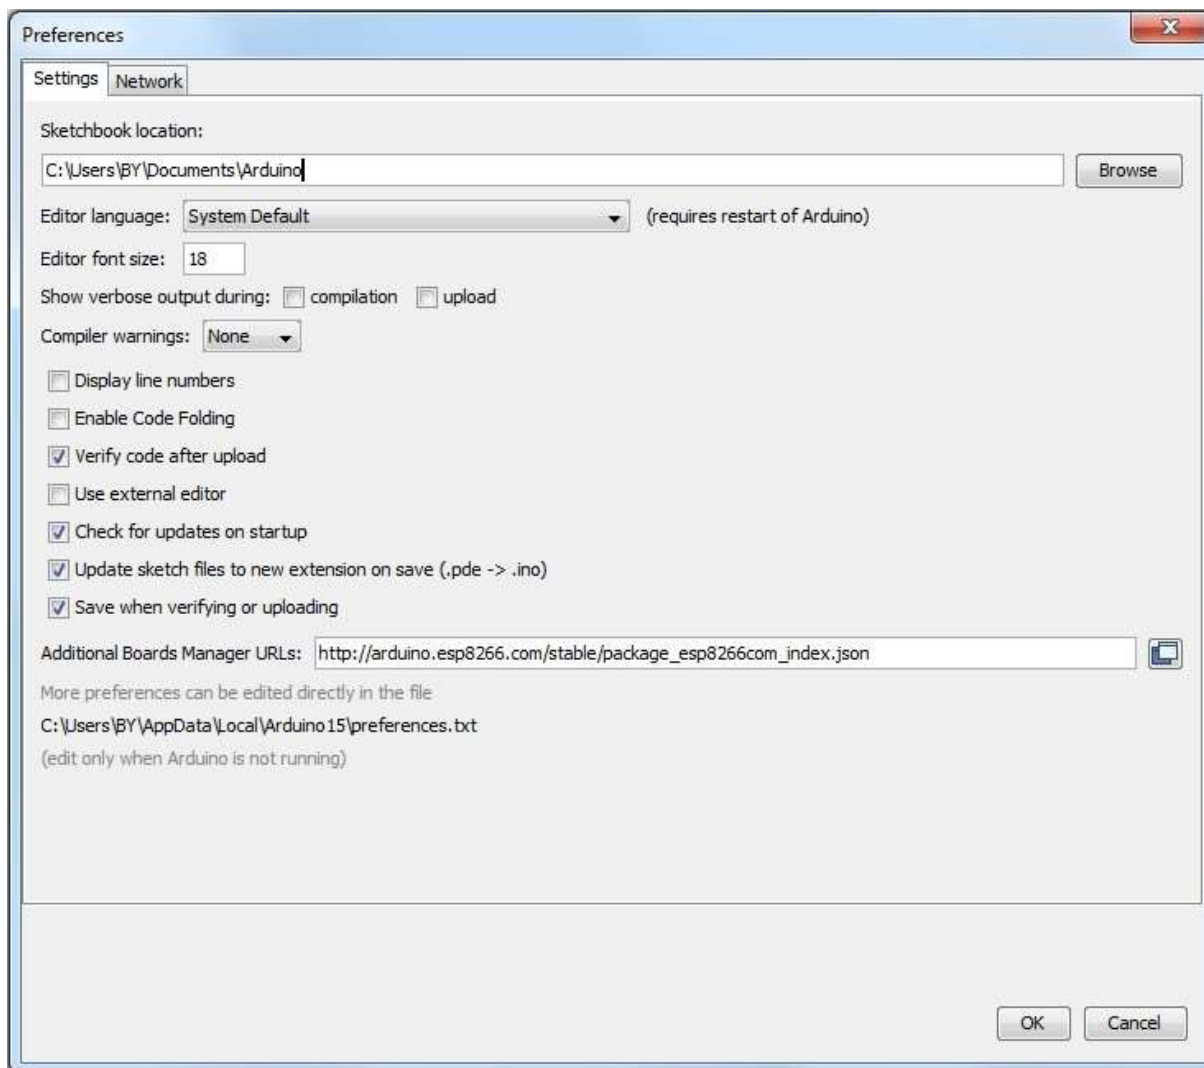 Preferences
Settings Network
Sketchbook location:
C:\Users\BY\Documents\Arduino Browse
Editor language: System Default (requires restart of Arduino)
Editor font size: 18
Show verbose output during: compilation upload
Compiler warnings: None
Display line numbers
Enable Code Folding
Verify code after upload
Use external editor
Check for updates on startup
Update sketch files to new extension on save (.pde -> .ino)
Save when verifying or uploading
Additional Boards Manager URLs: http://arduino.esp8266.com/stable/package_esp8266com_index.json
More preferences can be edited directly in the file
C:\Users\BY\AppData\Local\Arduino15\preferences.txt
(edit only when Arduino is not running)
OK Cancel